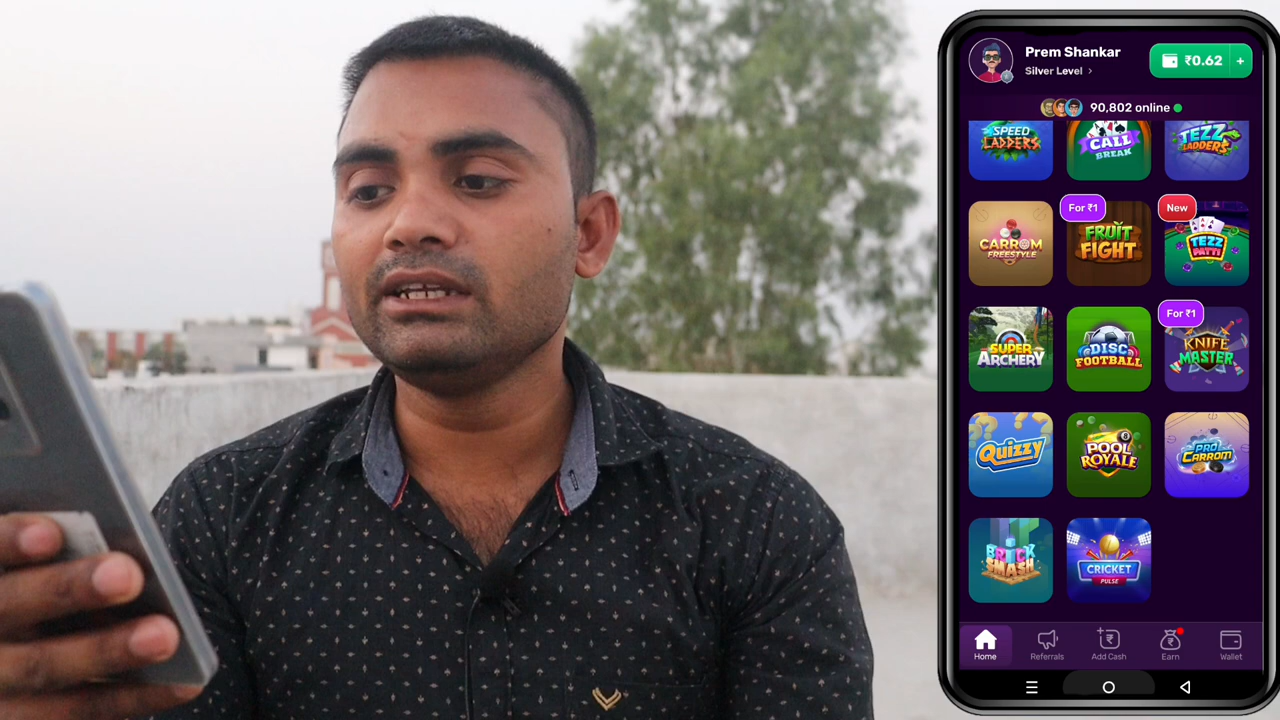 Prem Shankar
Silver Level >
₹0.62 +
90,802 online
SPEED LADDERS
CALL BREAK
TEZZ LADDERS
CARROM FREESTYLE
For ₹1
FRUIT FIGHT
New
TEZZ PATTI
SUPER ARCHERY
DISC FOOTBALL
For ₹1
KNIFE MASTER
Quizzy
POOL ROYALE
8
PRO CARROM
BRICK SMASH
CRICKET PULSE
Home
Referrals
Add Cash
Earn
Wallet